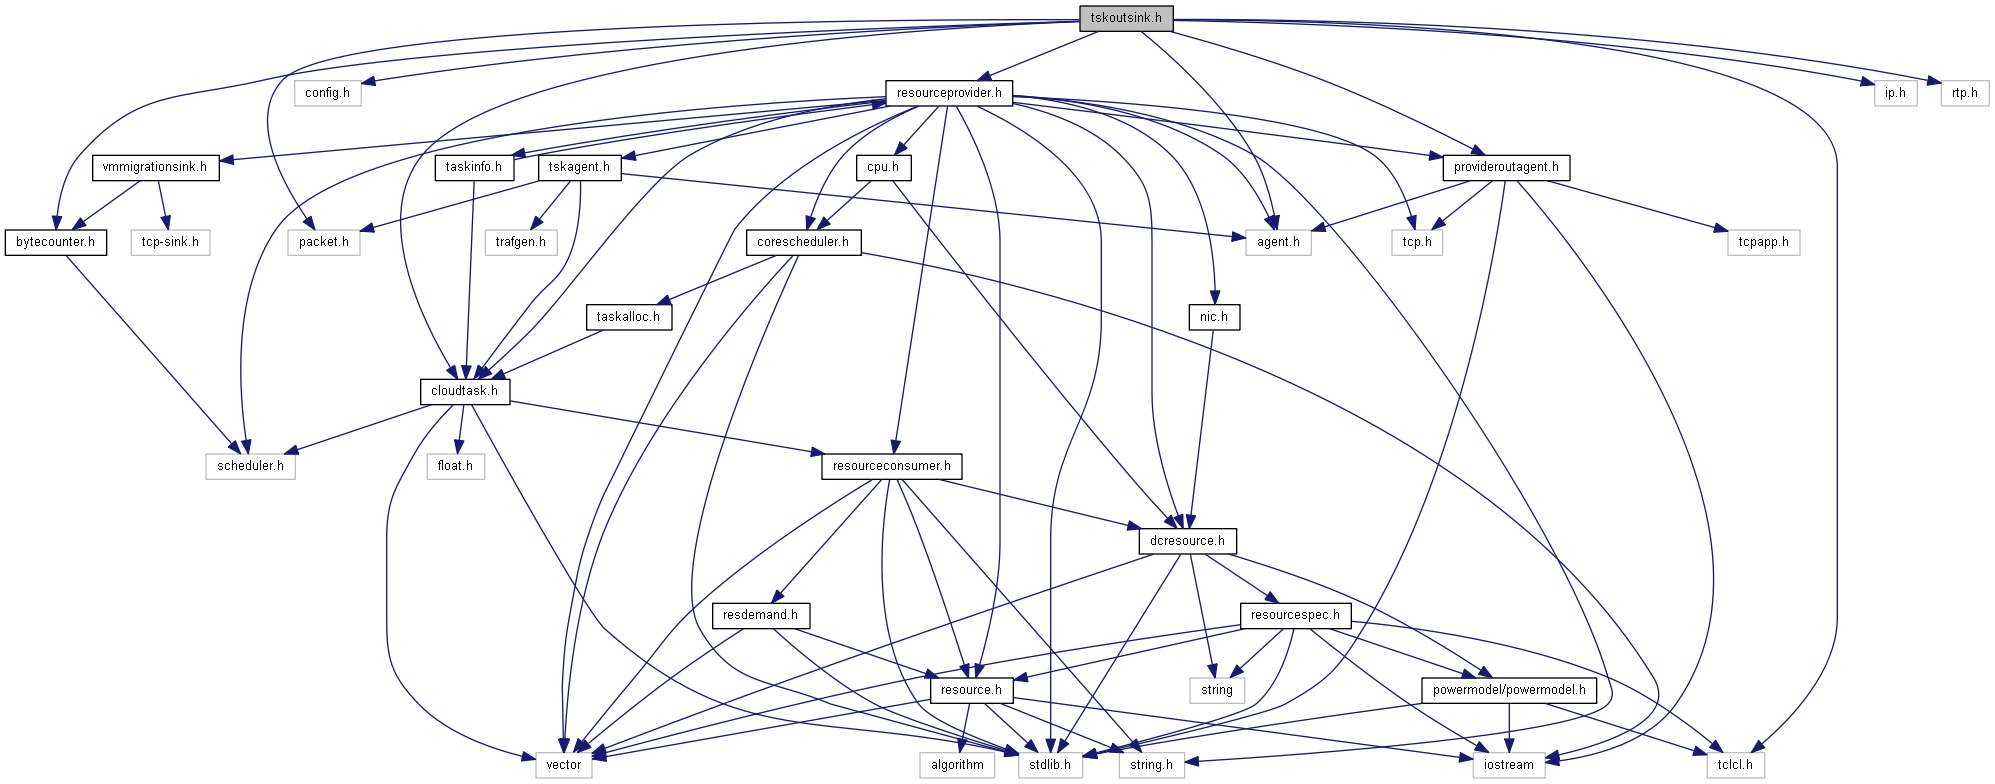 tskoutsink.h
config.h
resourceprovider.h
ip.h
rtp.h
vmmigrationsink.h
taskinfo.h
tskagent.h
cpu.h
provideroutagent.h
bytecounter.h
tcp-sink.h
packet.h
trafgen.h
corescheduler.h
agent.h
tcp.h
tcpapp.h
taskalloc.h
nic.h
cloudtask.h
scheduler.h
float.h
resourceconsumer.h
dcresource.h
resdemand.h
resourcespec.h
resource.h
string
powermodel/powermodel.h
vector
algorithm
stdlib.h
string.h
iostream
tclcl.h